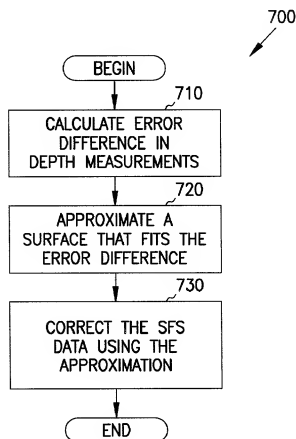 700
BEGIN
710
CALCULATE ERROR
DIFFERENCE IN
DEPTH MEASUREMENTS
720
APPROXIMATE A
SURFACE THAT FITS THE
ERROR DIFFERENCE
730
CORRECT THE SFS
DATA USING THE
APPROXIMATION
END